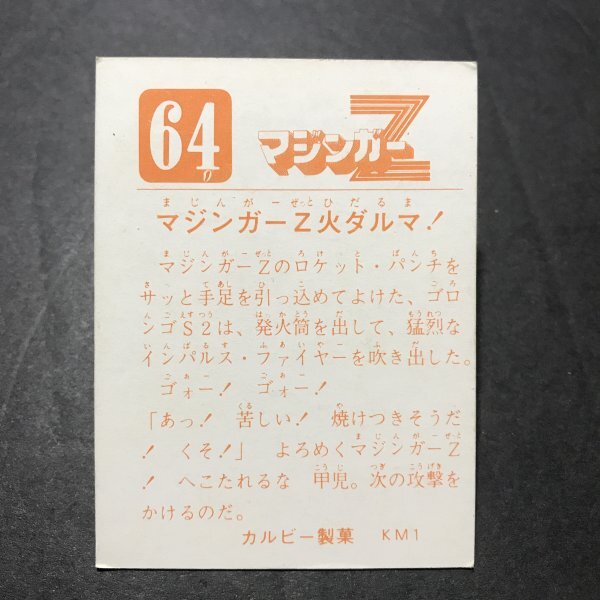 64
マジンガーZ
まじんがーぜっとひだるま
マジンガーZ火ダルマ!
まじんがーぜっと ろけっと ぱんち
マジンガーZのロケット・パンチを
さっ てあし ひ こ ごろ
サッと手足を引っ込めてよけた、ゴロ
んごえすつう はっかとう だ もうれつ
ンゴS2は、発火筒を出して、猛烈な
いんぱるす ふぁいやー ふ だ
インパルス・ファイヤーを吹き出した。
ごぉー ごぉー
ゴォー! ゴォー!
くる や
「あっ! 苦しい! 焼けつきそうだ
まじんがーぜっと
! くそ!」 よろめくマジンガーZ
こうじ つぎ こうげき
! へこたれるな 甲児。次の攻撃を
かけるのだ。
カルビー製菓 KM1